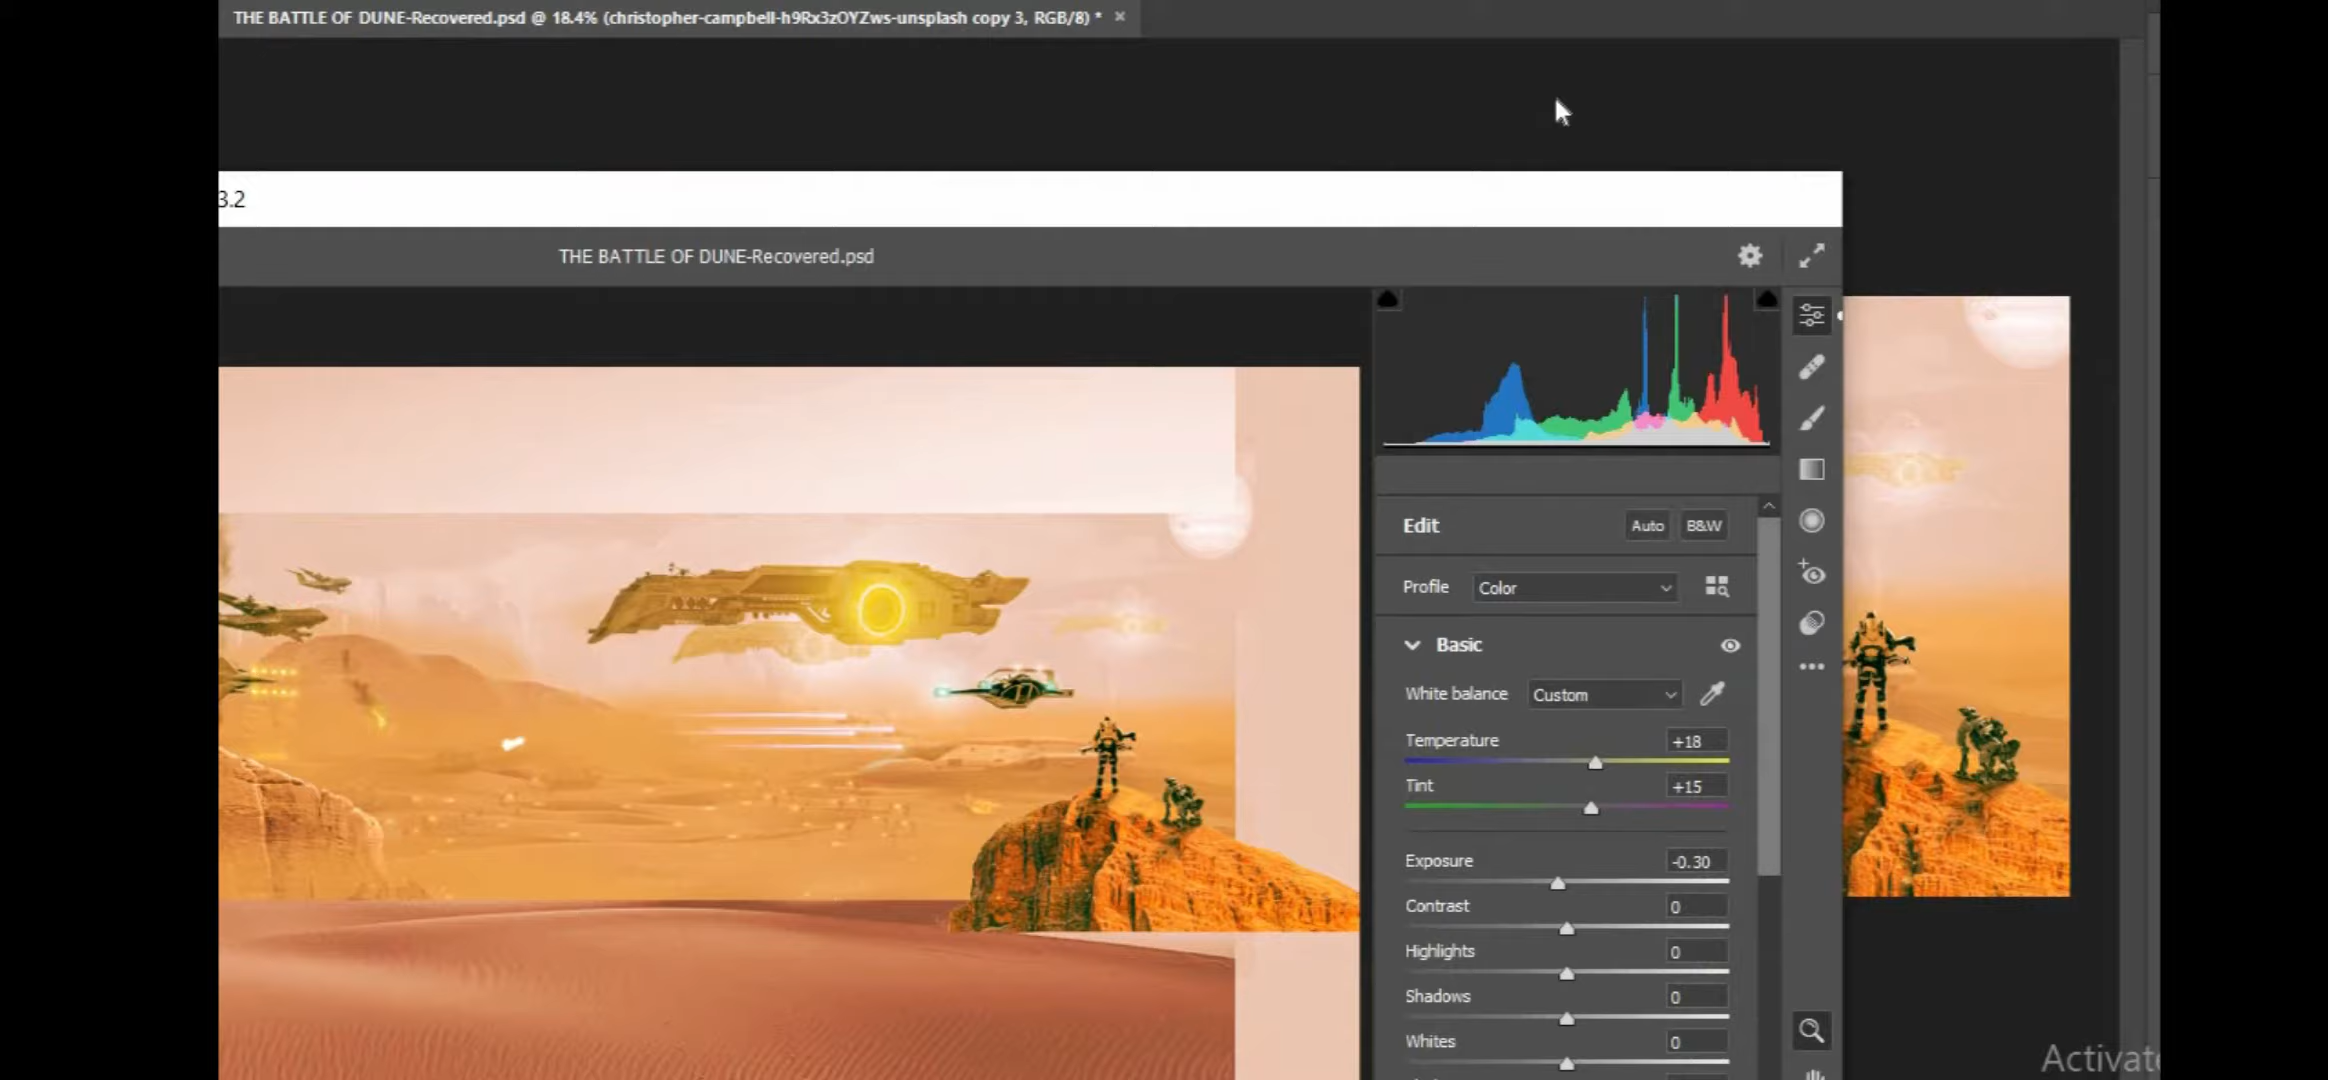 THE BATTLE OF DUNE-Recovered.psd @ 18.4% (christopher-campbell-h9Rx3zOYZws-unsplash copy 3, RGB/8) *
3.2
THE BATTLE OF DUNE-Recovered.psd
Edit Auto B&W
Profile Color
Basic
White balance Custom
Temperature +18
Tint +15
Exposure -0.30
Contrast 0
Highlights 0
Shadows 0
Whites 0
Activate